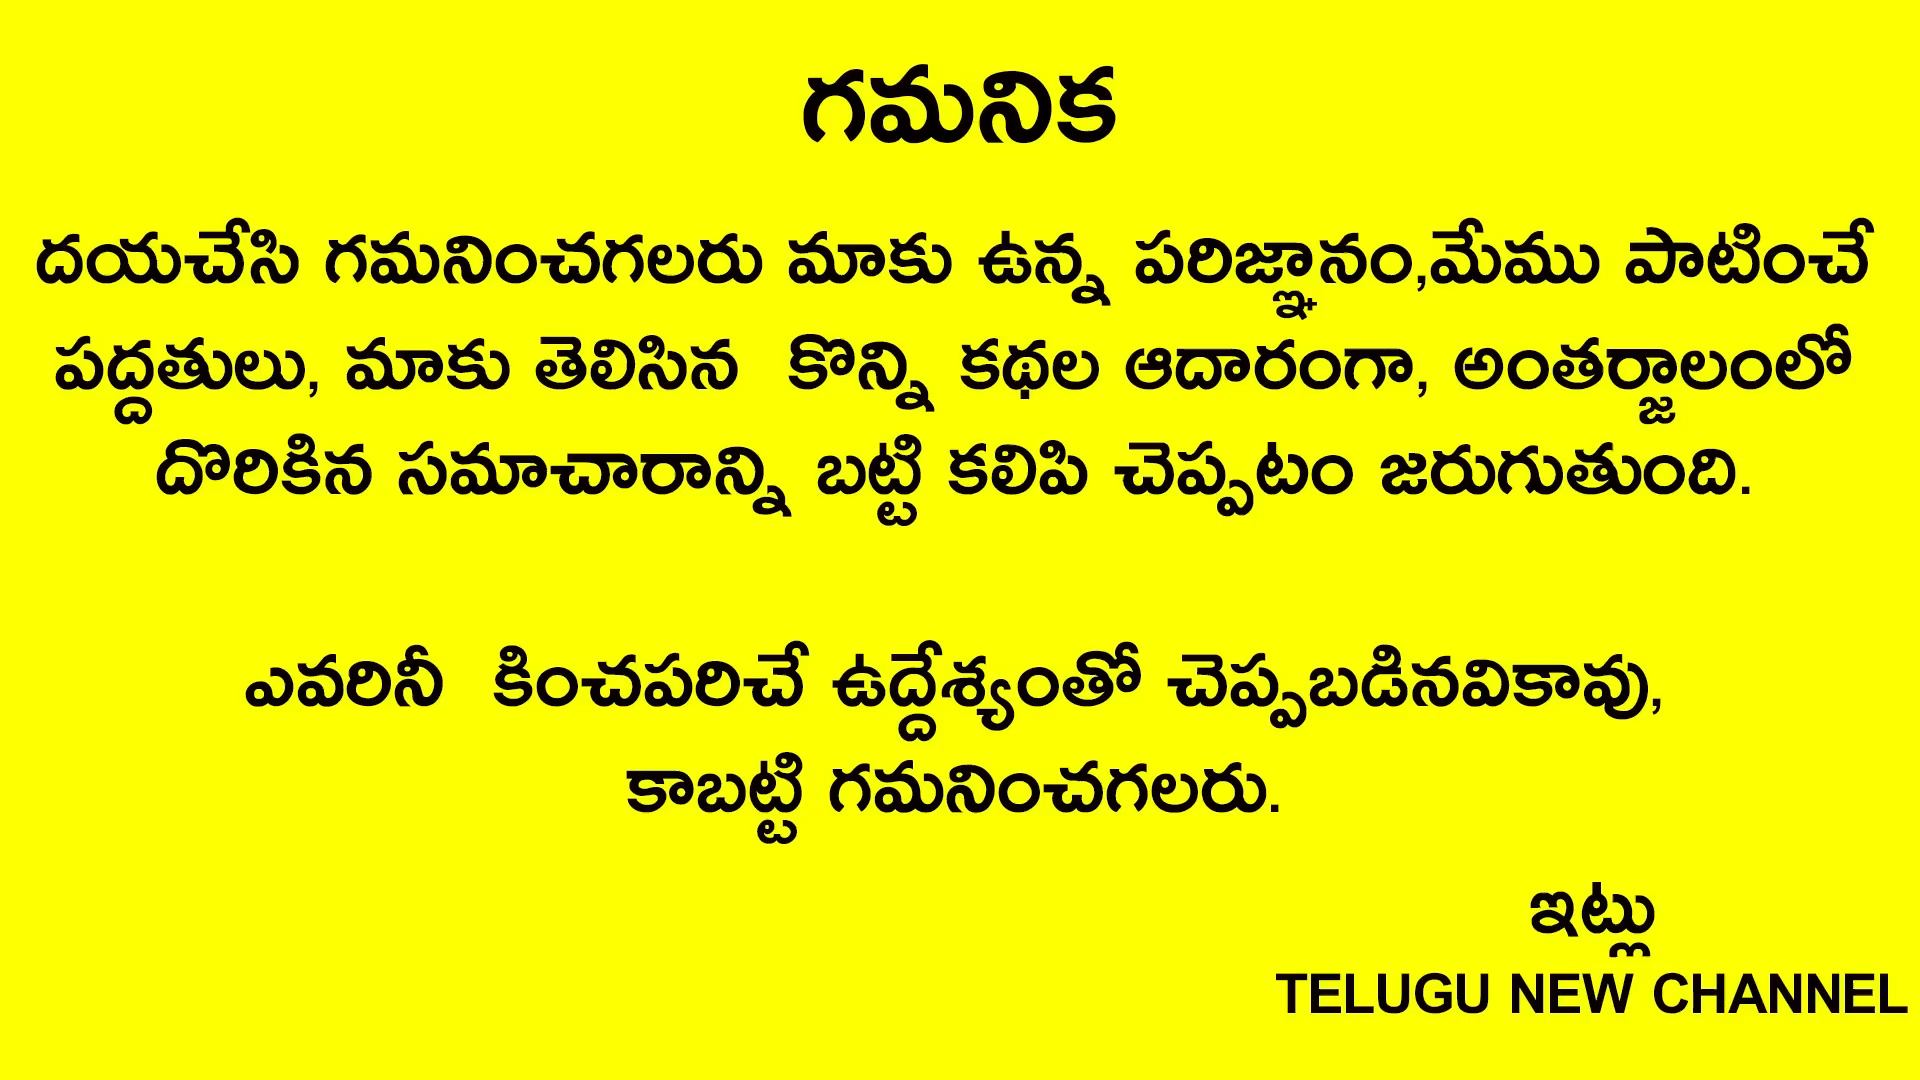 గమనిక
దయచేసి గమనించగలరు మాకు ఉన్న పరిజ్ఞానం,మేము పాటించే
పద్దతులు, మాకు తెలిసిన కొన్ని కథల ఆదారంగా, అంతర్జాలంలో
దొరికిన సమాచారాన్ని బట్టి కలిపి చెప్పటం జరుగుతుంది.
ఎవరినీ కించపరిచే ఉద్దేశ్యంతో చెప్పబడినవికావు,
కాబట్టి గమనించగలరు.
ఇట్లు
TELUGU NEW CHANNEL